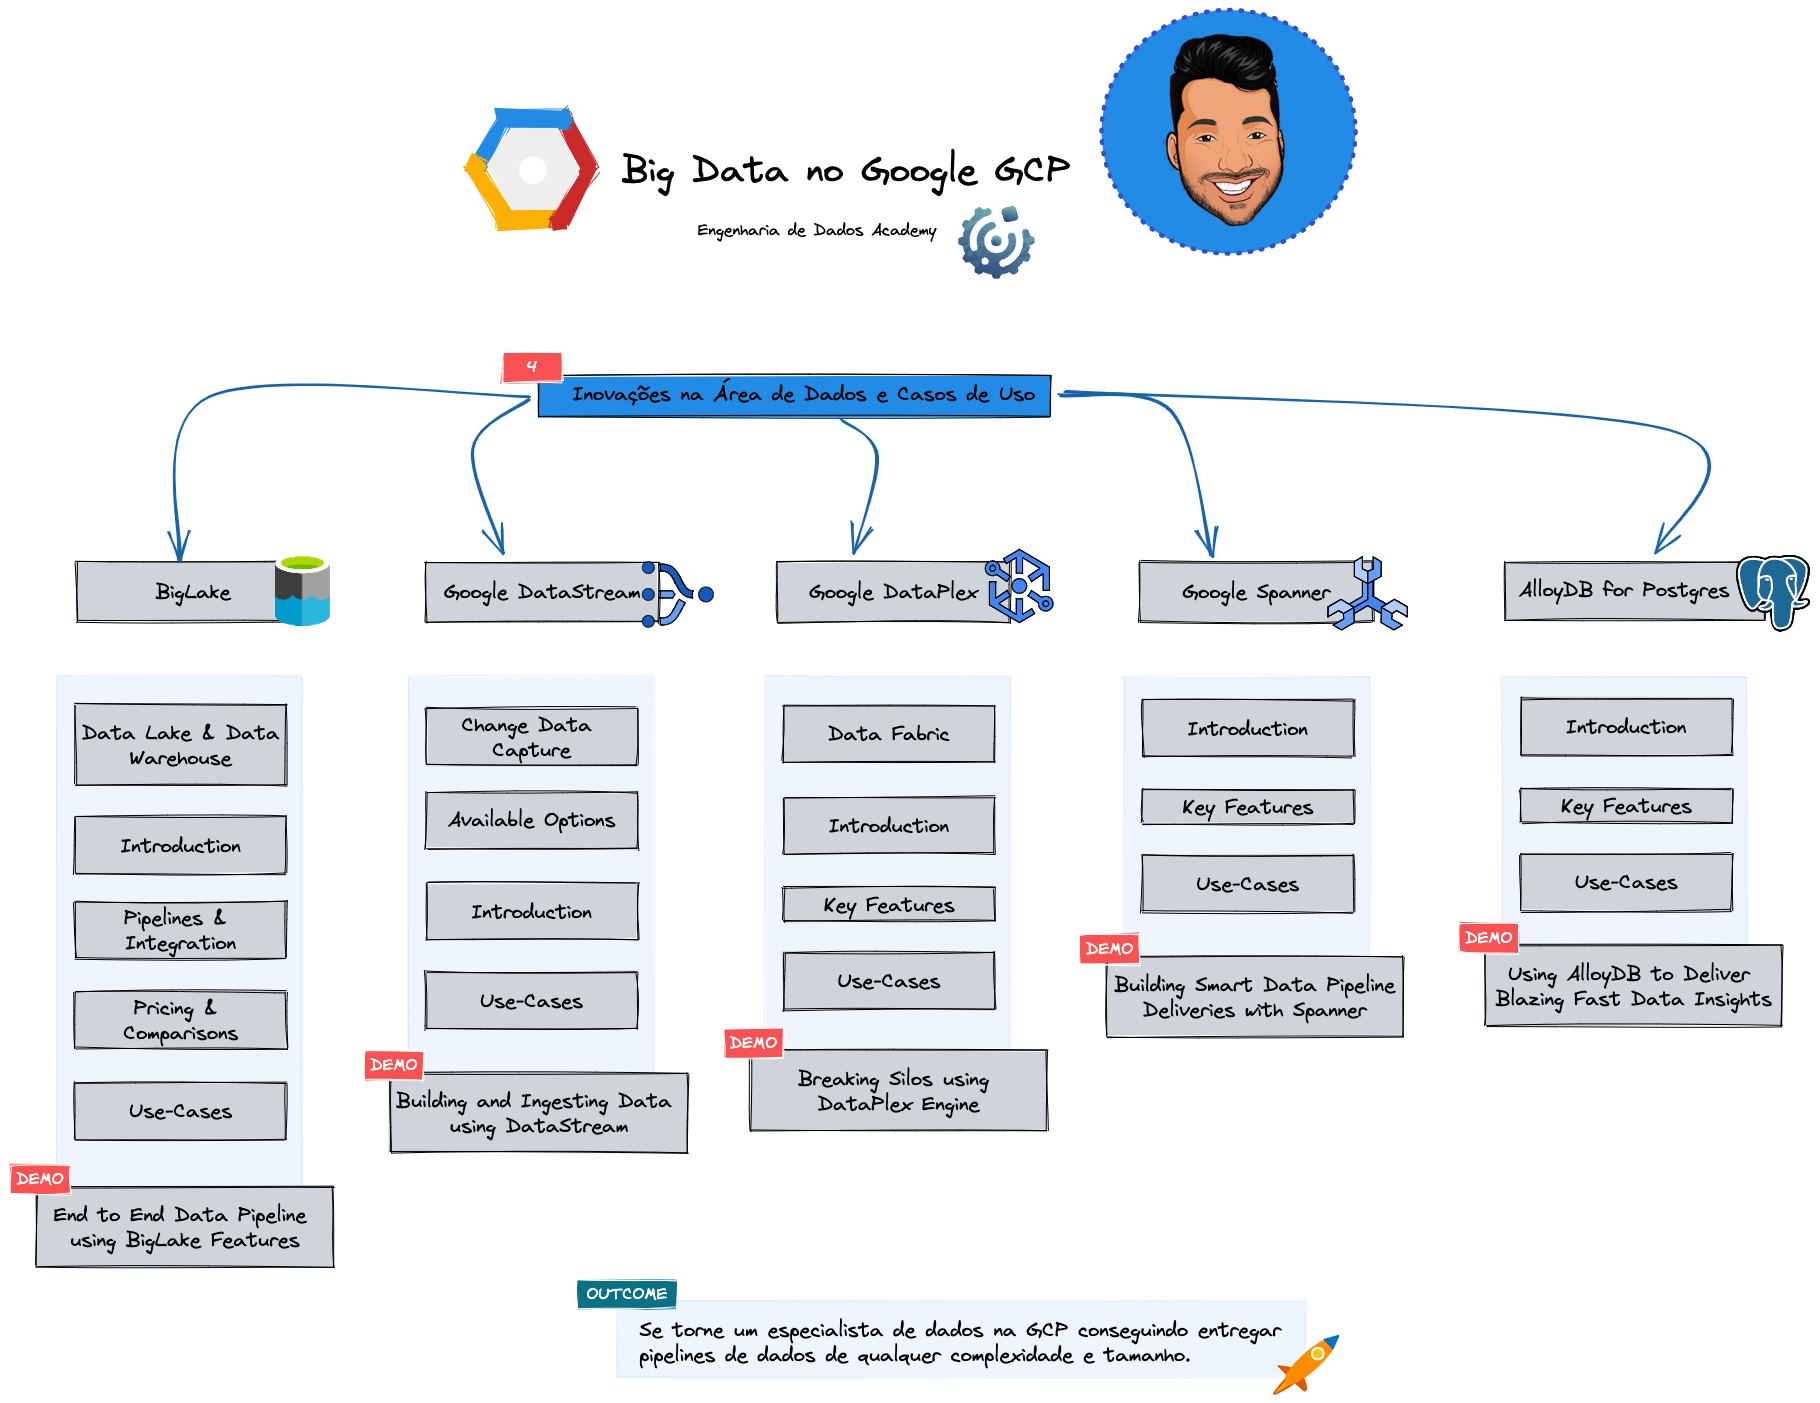 Big Data no Google GCP
Engenharia de Dados Academy
4
Inovações na Área de Dados e Casos de Uso
BigLake
Google DataStream
Google DataPlex
Google Spanner
AlloyDB for Postgres
Data Lake & Data
Warehouse
Introduction
Pipelines &
Integration
Pricing &
Comparisons
Use-Cases
DEMO
End to End Data Pipeline
using BigLake Features
Change Data
Capture
Available Options
Introduction
Use-Cases
DEMO
Building and Ingesting Data
using DataStream
Data Fabric
Introduction
Key Features
Use-Cases
DEMO
Breaking Silos using
DataPlex Engine
Introduction
Key Features
Use-Cases
DEMO
Building Smart Data Pipeline
Deliveries with Spanner
Introduction
Key Features
Use-Cases
DEMO
Using AlloyDB to Deliver
Blazing Fast Data Insights
OUTCOME
Se torne um especialista de dados na GCP conseguindo entregar
pipelines de dados de qualquer complexidade e tamanho.